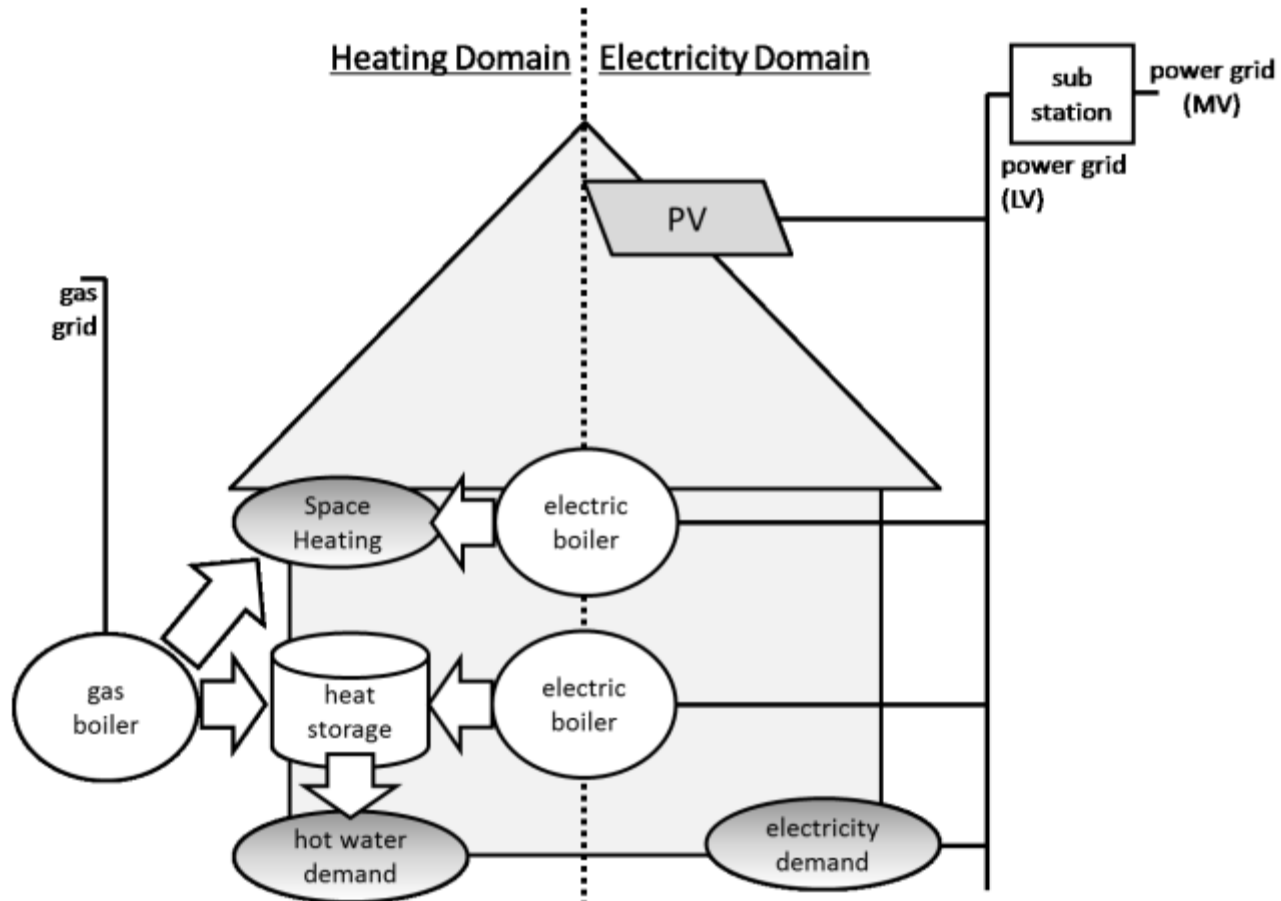 Heating Domain
Electricity Domain
sub
station
power grid
(MV)
power grid
(LV)
PV
gas
grid
Space
Heating
electric
boiler
gas
boiler
heat
storage
electric
boiler
hot water
demand
electricity
demand